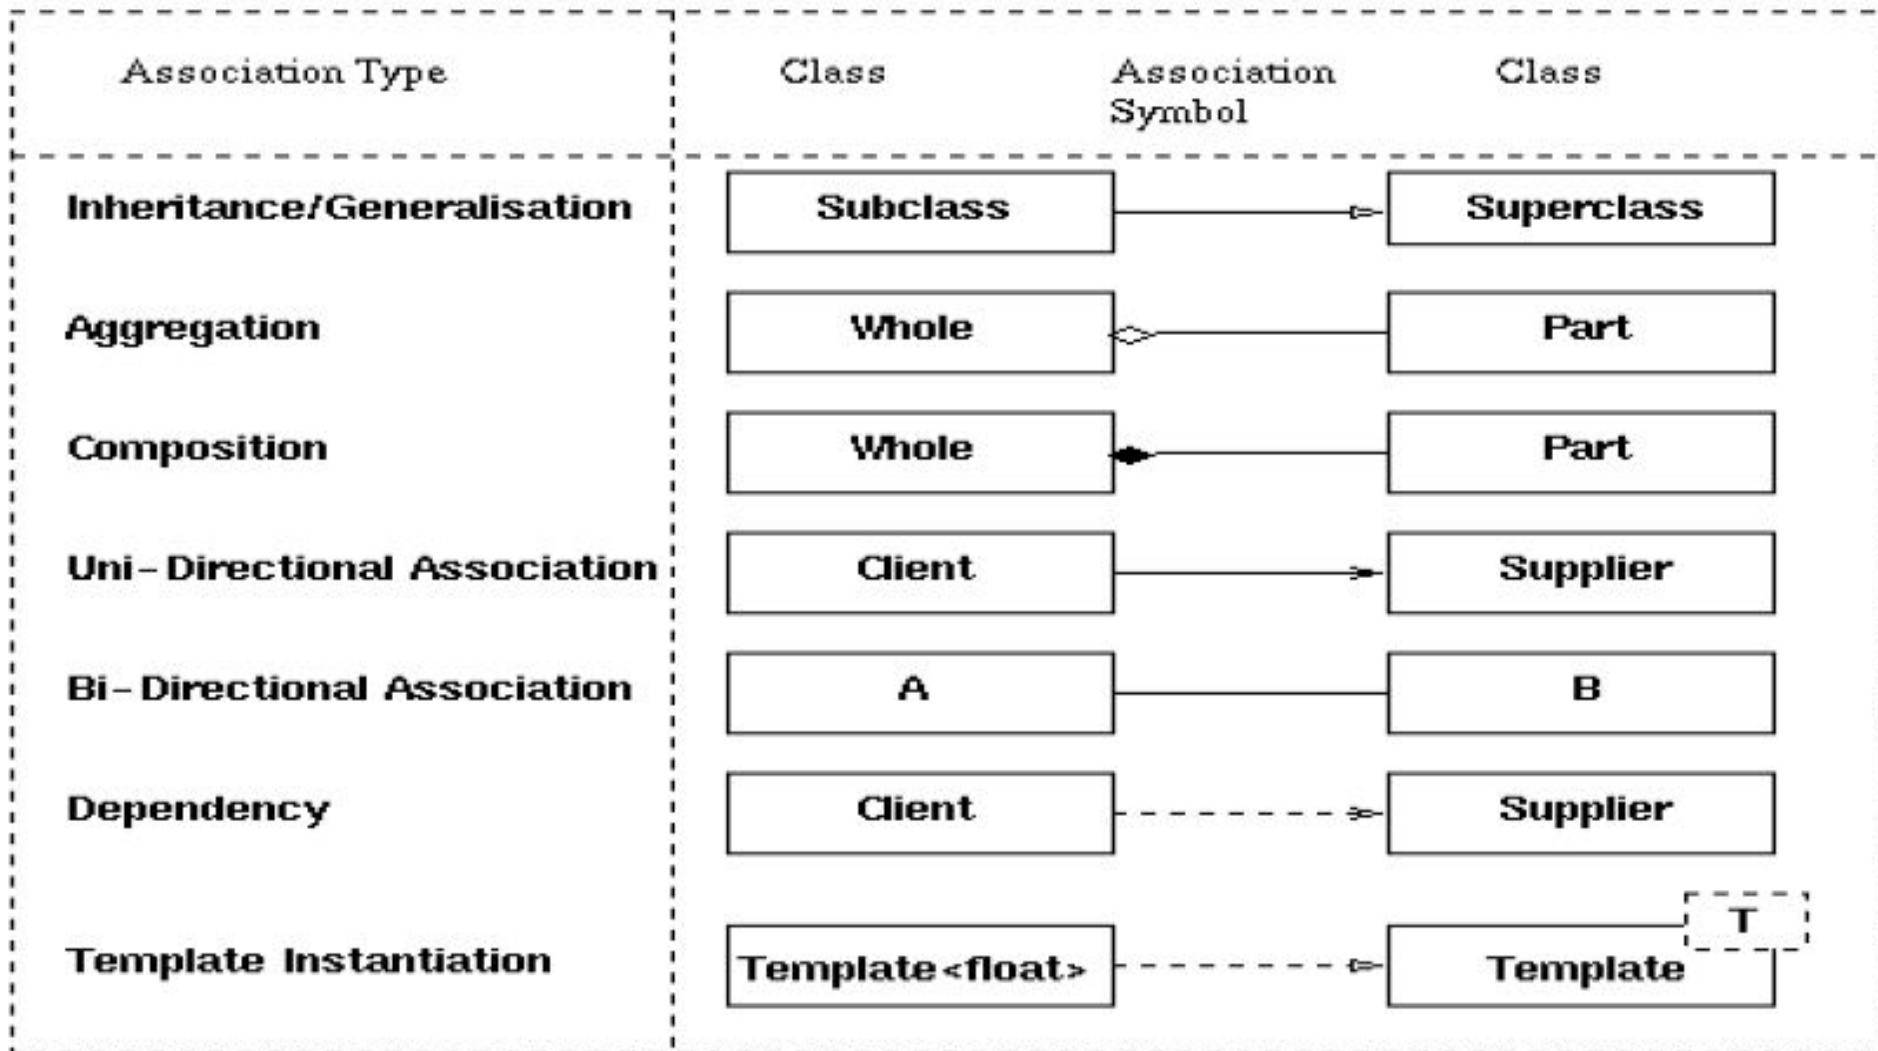 Association Type Class Association Class
Symbol
Inheritance/Generalisation Subclass Superclass
Aggregation Whole Part
Composition Whole Part
Uni-Directional Association Client Supplier
Bi-Directional Association A B
Dependency Client Supplier
T
Template Instantiation Template<float> Template